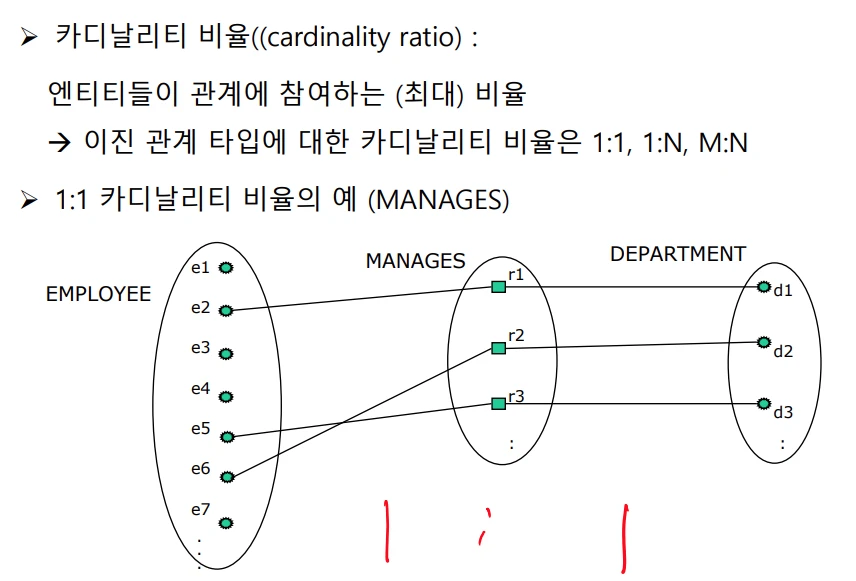 ➢ 카디날리티 비율((cardinality ratio) :
엔티티들이 관계에 참여하는 (최대) 비율
→ 이진 관계 타입에 대한 카디날리티 비율은 1:1, 1:N, M:N
➢ 1:1 카디날리티 비율의 예 (MANAGES)
EMPLOYEE
MANAGES
DEPARTMENT
e1
e2
e3
e4
e5
e6
e7
:
:
r1
r2
r3
:
d1
d2
d3
:
1 : 1